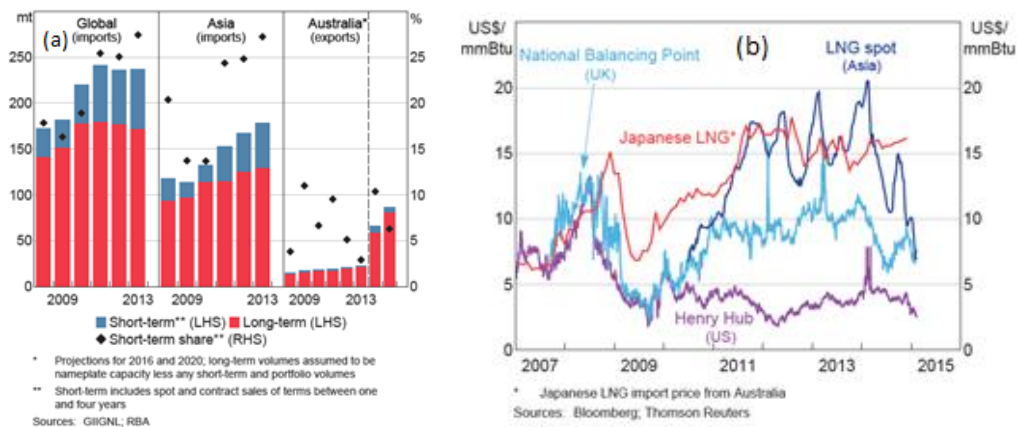 (a)
mt
Global
(imports)
Asia
(imports)
Australia*
(exports)
%
250
200
150
100
50
0
25
20
15
10
5
0
2009
2013
2009
2013
2009
2013
Short-term** (LHS)
Long-term (LHS)
Short-term share** (RHS)
* Projections for 2016 and 2020; long-term volumes assumed to be
nameplate capacity less any short-term and portfolio volumes
** Short-term includes spot and contract sales of terms between one
and four years
Sources: GIIGNL; RBA
(b)
US$/
mmBtu
US$/
mmBtu
National Balancing Point
(UK)
LNG spot
(Asia)
Japanese LNG*
Henry Hub
(US)
20
15
10
5
0
20
15
10
5
0
2007
2009
2011
2013
2015
* Japanese LNG import price from Australia
Sources: Bloomberg; Thomson Reuters